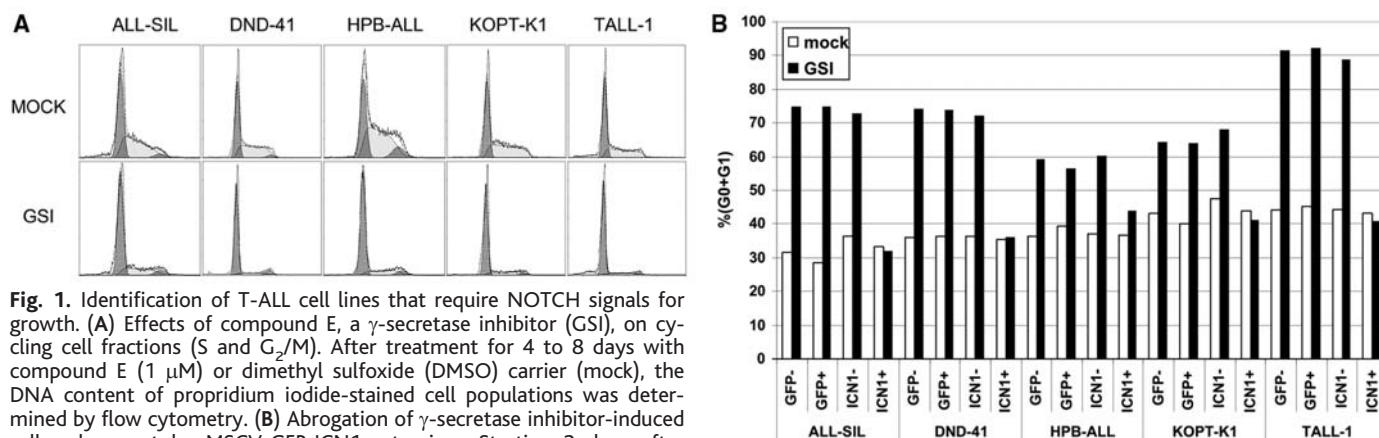 A
ALL-SIL DND-41 HPB-ALL KOPT-K1 TALL-1
MOCK
GSI
Fig. 1. Identification of T-ALL cell lines that require NOTCH signals for
growth. (A) Effects of compound E, a γ-secretase inhibitor (GSI), on cy-
cling cell fractions (S and G2/M). After treatment for 4 to 8 days with
compound E (1 μM) or dimethyl sulfoxide (DMSO) carrier (mock), the
DNA content of propridium iodide-stained cell populations was deter-
mined by flow cytometry. (B) Abrogation of γ-secretase inhibitor-induced
B
%(G0+G1)
100
90
80
70
60
50
40
30
20
10
0
mock
GSI
GFP- GFP+ ICN1- ICN1+ GFP- GFP+ ICN1- ICN1+ GFP- GFP+ ICN1- ICN1+ GFP- GFP+ ICN1- ICN1+ GFP- GFP+ ICN1- ICN1+
ALL-SIL DND-41 HPB-ALL KOPT-K1 TALL-1